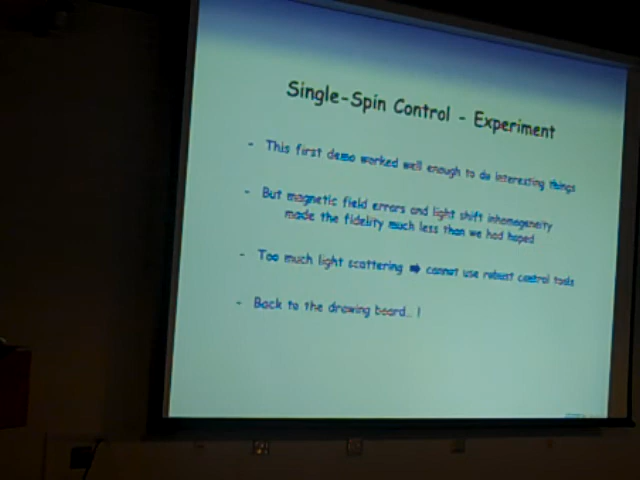 Single-Spin Control - Experiment
- This first demo worked well enough to do interesting things
- But magnetic field errors and light shift inhomogeneity
made the fidelity much less than we had hoped
- Too much light scattering ➡ cannot use robust control tools
- Back to the drawing board… !